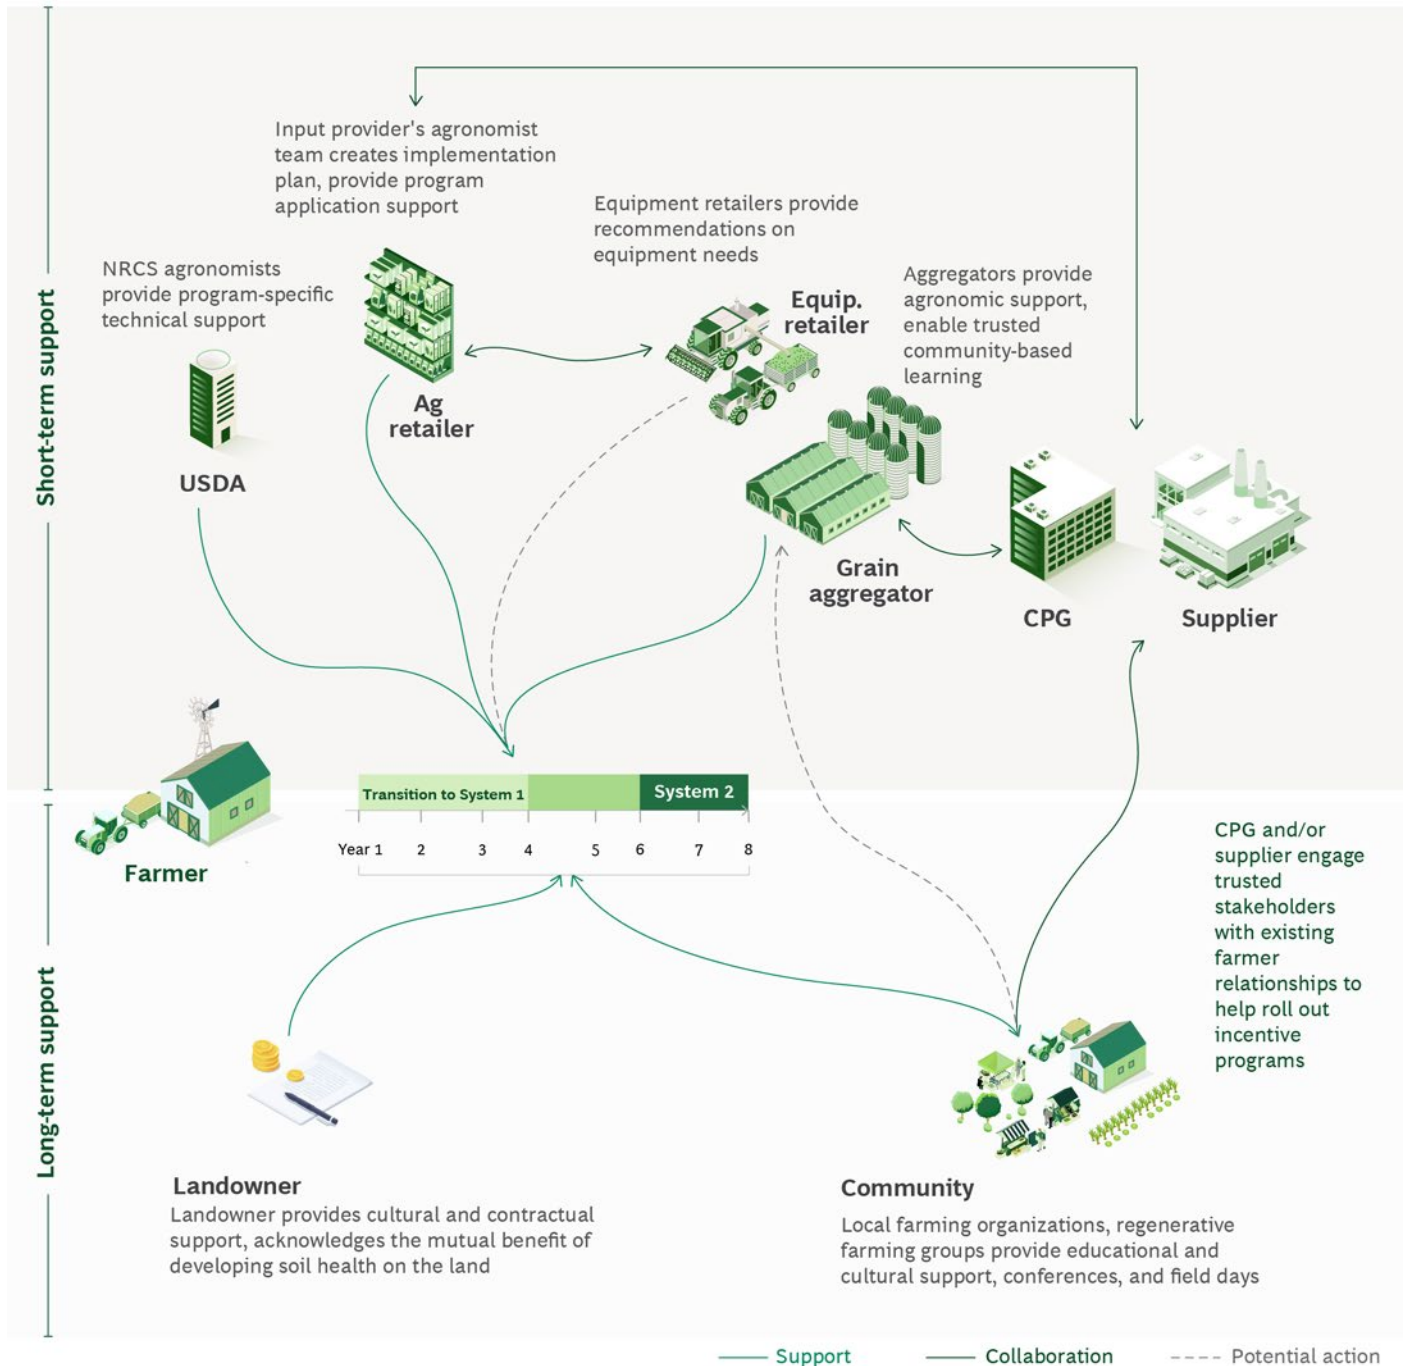 Short-term support
Input provider's agronomist
team creates implementation
plan, provide program
application support
Equipment retailers provide
recommendations on
equipment needs
NRCS agronomists
provide program-specific
technical support
Aggregators provide
agronomic support,
enable trusted
community-based
learning
Equip.
retailer
Ag
retailer
USDA
Grain
aggregator
CPG
Supplier
Farmer
Transition to System 1
System 2
Year 1 2 3 4 5 6 7 8
CPG and/or
supplier engage
trusted
stakeholders
with existing
farmer
relationships to
help roll out
incentive
programs
Long-term support
Landowner
Landowner provides cultural and contractual
support, acknowledges the mutual benefit of
developing soil health on the land
Community
Local farming organizations, regenerative
farming groups provide educational and
cultural support, conferences, and field days
Support
Collaboration
Potential action